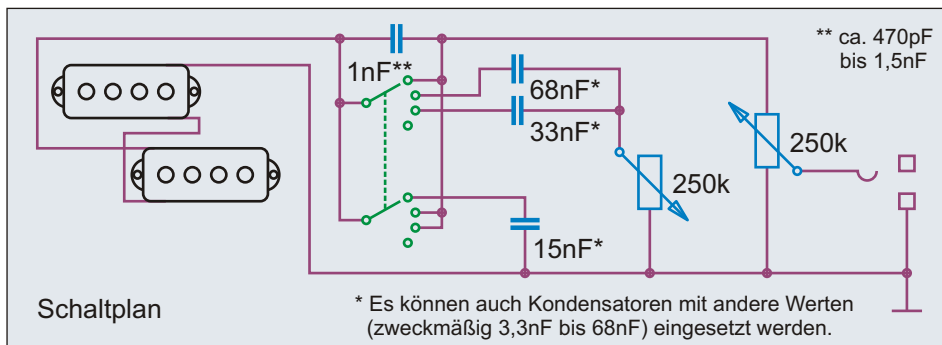 ** ca. 470pF
bis 1,5nF
1nF**
68nF*
33nF*
250k
250k
15nF*
Schaltplan
* Es können auch Kondensatoren mit andere Werten
(zweckmäßig 3,3nF bis 68nF) eingesetzt werden.